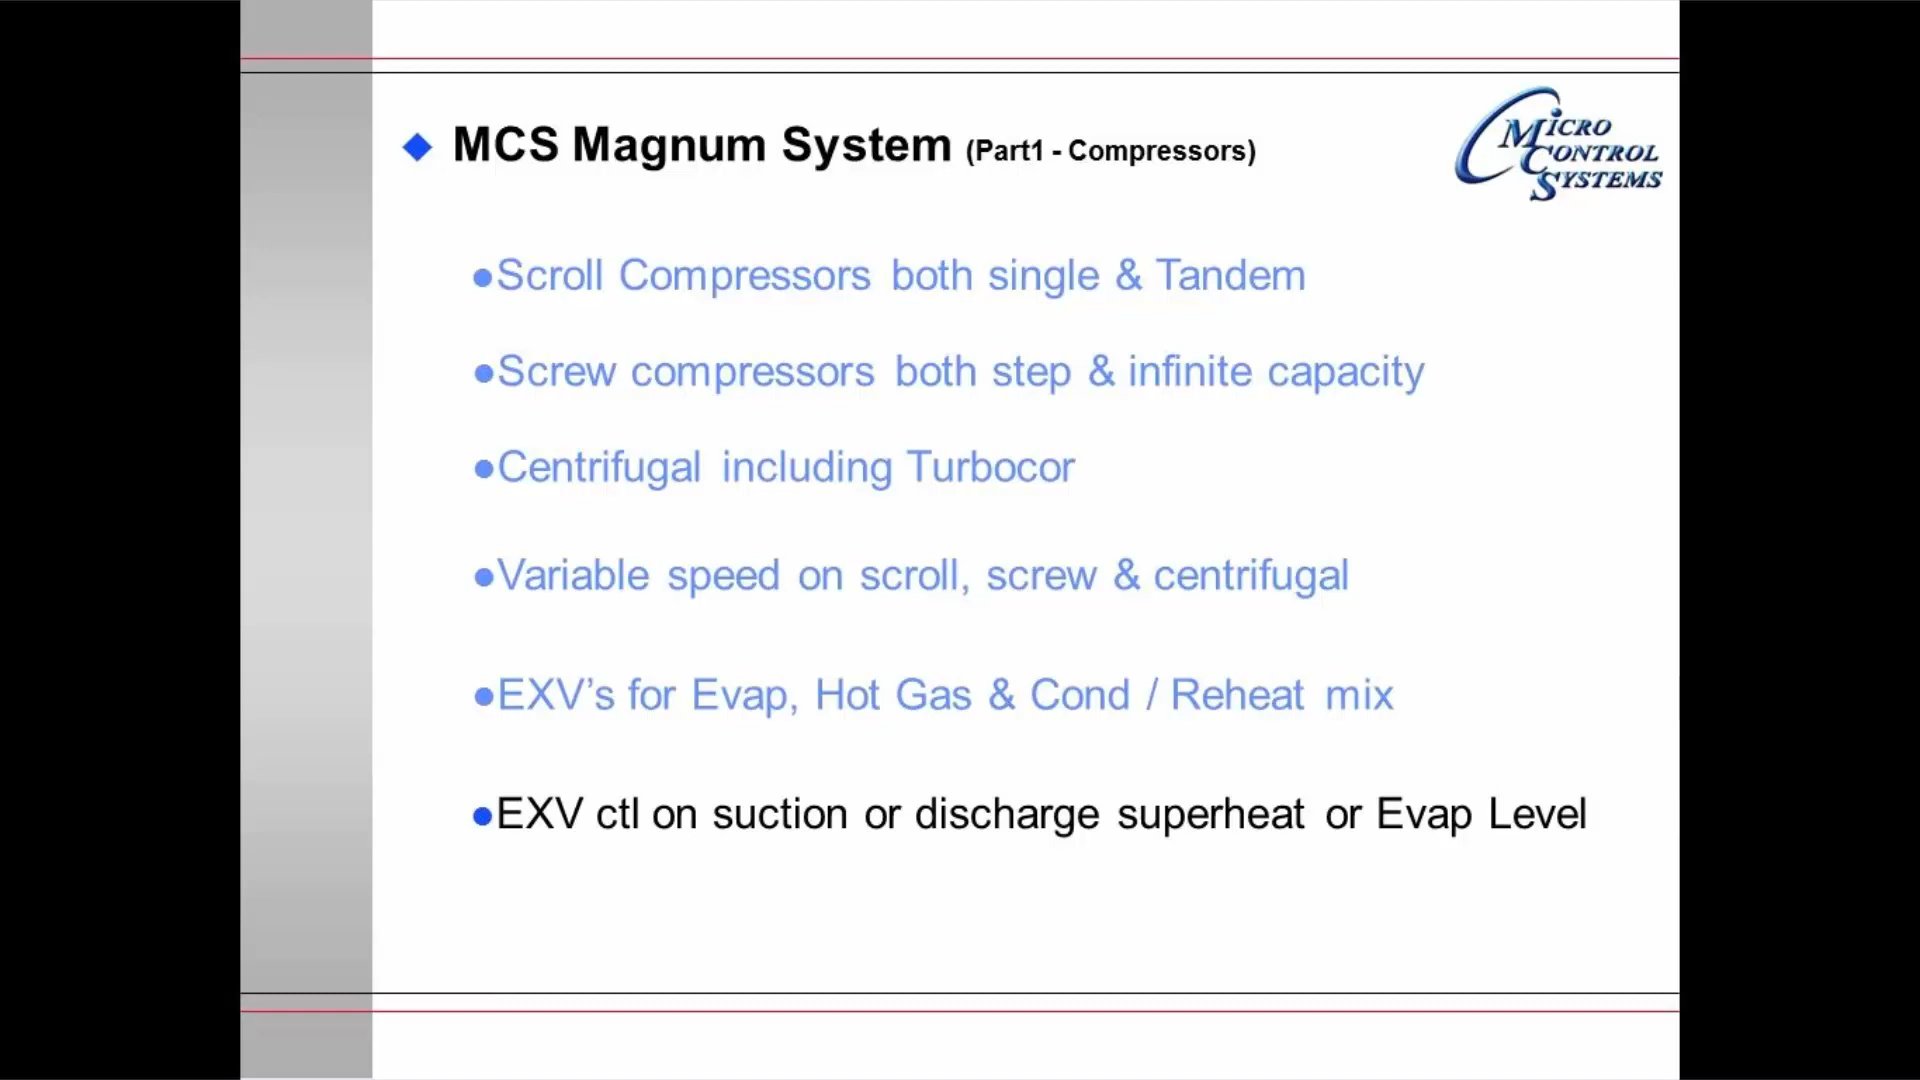 MCS Magnum System (Part1 - Compressors)
MICRO
CONTROL
SYSTEMS
●Scroll Compressors both single & Tandem
●Screw compressors both step & infinite capacity
●Centrifugal including Turbocor
●Variable speed on scroll, screw & centrifugal
●EXV’s for Evap, Hot Gas & Cond / Reheat mix
●EXV ctl on suction or discharge superheat or Evap Level